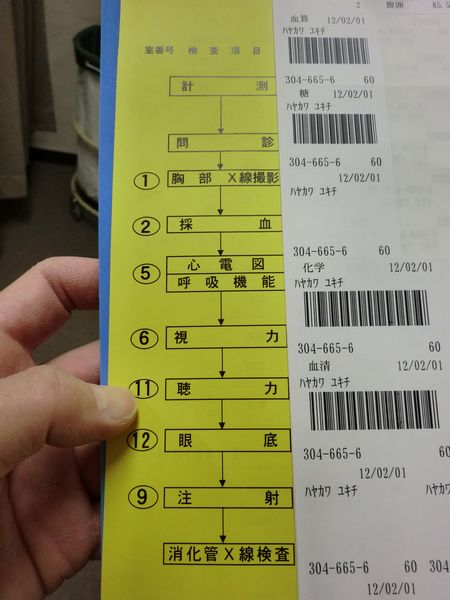 室番号 検査項目
計測
問診
① 胸部X線撮影
② 採血
⑤ 心電図
呼吸機能
⑥ 視力
⑪ 聴力
⑫ 眼底
⑨ 注射
消化管X線検査
2 腹囲 85.5
血算 12/02/01
ﾊﾔｶﾜ ﾕｷﾁ
304-665-6 60
糖 12/02/01
ﾊﾔｶﾜ ﾕｷﾁ
304-665-6 60
12/02/01
ﾊﾔｶﾜ ﾕｷﾁ
304-665-6 60
化学 12/02/01
ﾊﾔｶﾜ ﾕｷﾁ
304-665-6 60
血清 12/02/01
ﾊﾔｶﾜ ﾕｷﾁ
304-665-6 60
12/02/01
ﾊﾔｶﾜ ﾕｷﾁ ﾊﾔｶﾜ
304-665-6 60 304
12/02/01